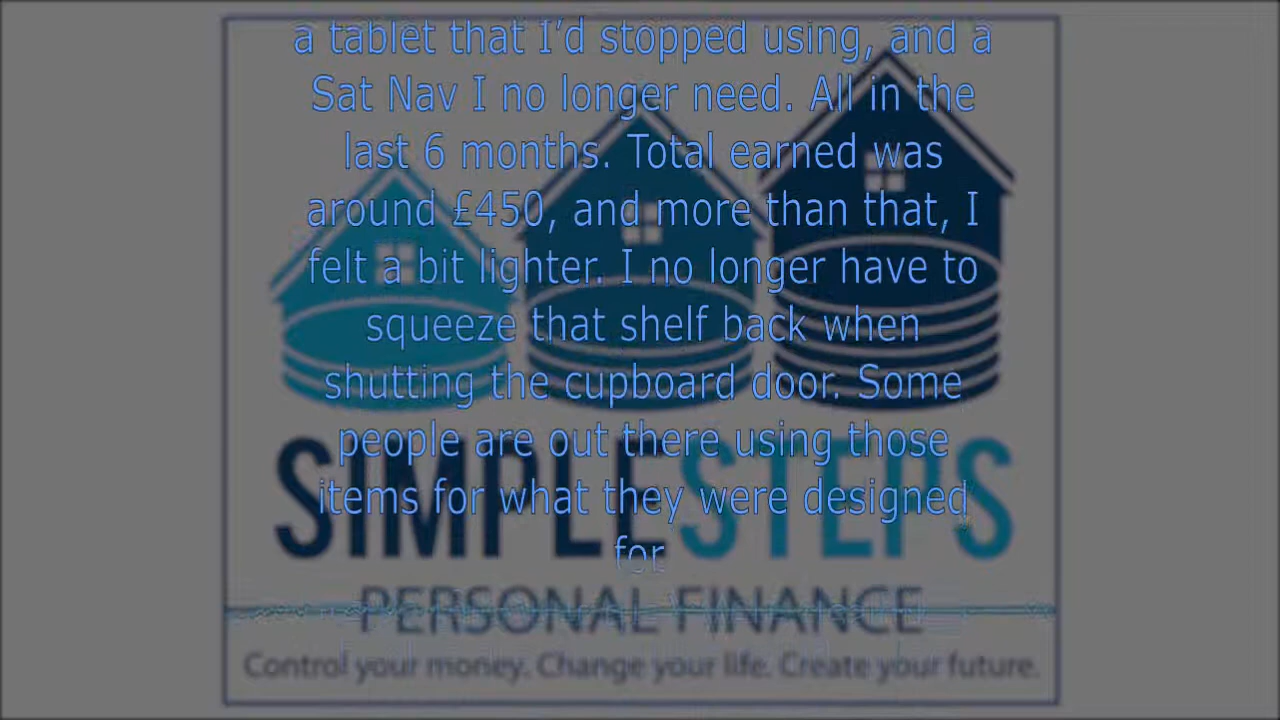 a tablet that I’d stopped using, and a
Sat Nav I no longer need. All in the
last 6 months. Total earned was
around £450, and more than that, I
felt a bit lighter. I no longer have to
squeeze that shelf back when
shutting the cupboard door. Some
people are out there using those
items for what they were designed
for
SIMPLESTEPS
PERSONAL FINANCE
Control your money. Change your life. Create your future.